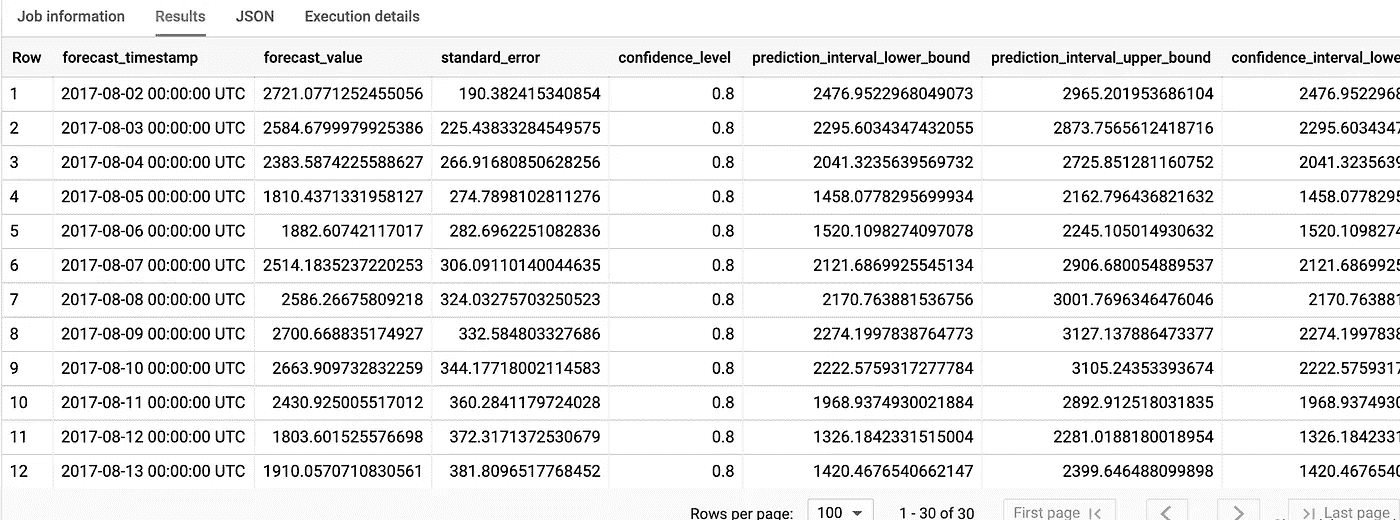 Job information Results JSON Execution details
Row forecast_timestamp forecast_value standard_error confidence_level prediction_interval_lower_bound prediction_interval_upper_bound confidence_interval_lowe
1 2017-08-02 00:00:00 UTC 2721.0771252455056 190.382415340854 0.8 2476.9522968049073 2965.201953686104 2476.9522968
2 2017-08-03 00:00:00 UTC 2584.6799979925386 225.43833284549575 0.8 2295.6034347432055 2873.7565612418716 2295.6034347
3 2017-08-04 00:00:00 UTC 2383.5874225588627 266.91680850628256 0.8 2041.3235639569732 2725.851281160752 2041.3235639
4 2017-08-05 00:00:00 UTC 1810.4371331958127 274.7898102811276 0.8 1458.0778295699934 2162.796436821632 1458.0778295
5 2017-08-06 00:00:00 UTC 1882.60742117017 282.6962251082836 0.8 1520.1098274097078 2245.105014930632 1520.1098274
6 2017-08-07 00:00:00 UTC 2514.1835237220253 306.09110140044635 0.8 2121.6869925545134 2906.680054889537 2121.6869925
7 2017-08-08 00:00:00 UTC 2586.26675809218 324.03275703250523 0.8 2170.763881536756 3001.7696346476046 2170.763881
8 2017-08-09 00:00:00 UTC 2700.668835174927 332.584803327686 0.8 2274.1997838764773 3127.137886473377 2274.1997838
9 2017-08-10 00:00:00 UTC 2663.909732832259 344.17718002114583 0.8 2222.5759317277784 3105.24353393674 2222.5759317
10 2017-08-11 00:00:00 UTC 2430.925005517012 360.2841179724028 0.8 1968.9374930021884 2892.912518031835 1968.9374930
11 2017-08-12 00:00:00 UTC 1803.601525576698 372.3171372530679 0.8 1326.1842331515004 2281.0188180018954 1326.1842331
12 2017-08-13 00:00:00 UTC 1910.0570710830561 381.8096517768452 0.8 1420.4676540662147 2399.646488099898 1420.4676540
Rows per page: 100 1 - 30 of 30 First page Last page